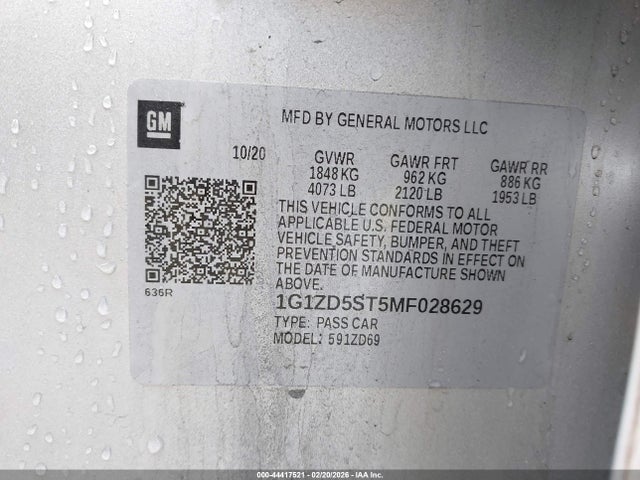 GM
MFD BY GENERAL MOTORS LLC
10/20
GVWR GAWR FRT GAWR RR
1848 KG 962 KG 886 KG
4073 LB 2120 LB 1953 LB
THIS VEHICLE CONFORMS TO ALL
APPLICABLE U.S. FEDERAL MOTOR
VEHICLE SAFETY, BUMPER, AND THEFT
PREVENTION STANDARDS IN EFFECT ON
THE DATE OF MANUFACTURE SHOWN
ABOVE.
636R
1G1ZD5ST5MF028629
TYPE: PASS CAR
MODEL: 591ZD69
000-44417521 - 02/20/2026 - COPYRIGHT IAA, LLC